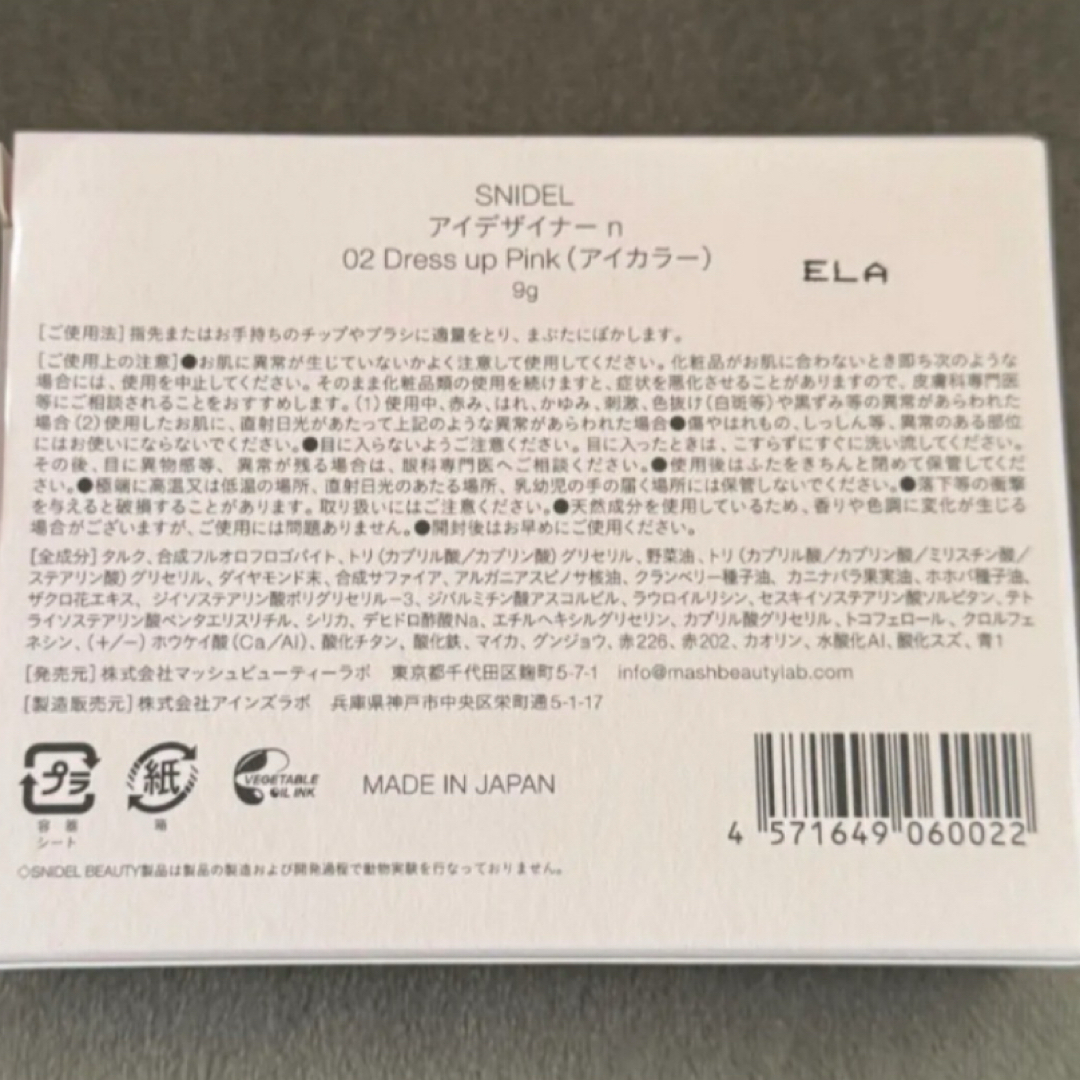 SNIDEL
アイデザイナー n
02 Dress up Pink(アイカラー)
9g
ELA
[ご使用法]指先またはお手持ちのチップやブラシに適量をとり、まぶたにぼかします。
[ご使用上の注意]●お肌に異常が生じていないかよく注意して使用してください。化粧品がお肌に合わないとき即ち次のような
場合には、使用を中止してください。そのまま化粧品類の使用を続けますと、症状を悪化させることがありますので、皮膚科専門医
等にご相談されることをおすすめします。(1)使用中、赤み、はれ、かゆみ、刺激、色抜け(白斑等)や黒ずみ等の異常があらわれた
場合(2)使用したお肌に、直射日光があたって上記のような異常があらわれた場合●傷やはれもの、しっしん等、異常のある部位
にはお使いにならないでください。●目に入らないようご注意ください。目に入ったときは、こすらずにすぐに洗い流してください。
その後、目に異物感等、異常が残る場合は、眼科専門医へご相談ください。●使用後はふたをきちんと閉めて保管してくだ
さい。●極端に高温又は低温の場所、直射日光のあたる場所、乳幼児の手の届く場所には保管しないでください。●落下等の衝撃
を与えると破損することがあります。取り扱いにはご注意ください。●天然成分を使用しているため、香りや色調に変化が生じる
場合がございますが、ご使用には問題ありません。●開封後はお早めにご使用ください。
[全成分]タルク、合成フルオロフロゴパイト、トリ(カプリル酸/カプリン酸)グリセリル、野菜油、トリ(カプリル酸/カプリン酸/ミリスチン酸/
ステアリン酸)グリセリル、ダイヤモンド末、合成サファイア、アルガニアスピノサ核油、クランベリー種子油、カニナバラ果実油、ホホバ種子油、
ザクロ花エキス、ジイソステアリン酸ポリグリセリル-3、ジパルミチン酸アスコルビル、ラウロイルリシン、セスキイソステアリン酸ソルビタン、テト
ライソステアリン酸ペンタエリスリチル、シリカ、デヒドロ酢酸Na、エチルヘキシルグリセリン、カプリル酸グリセリル、トコフェロール、クロルフェ
ネシン、(+/-)ホウケイ酸(Ca/Al)、酸化チタン、酸化鉄、マイカ、グンジョウ、赤226、赤202、カオリン、水酸化Al、酸化スズ、青1
[発売元]株式会社マッシュビューティーラボ 東京都千代田区麹町5-7-1 info@mashbeautylab.com
[製造販売元]株式会社アインズラボ 兵庫県神戸市中央区栄町通5-1-17
プラ
容器
シート
紙
箱
VEGETABLE
OIL INK
MADE IN JAPAN
4 571649 060022
◇SNIDEL BEAUTY製品は製品の製造および開発過程で動物実験を行なっておりません。